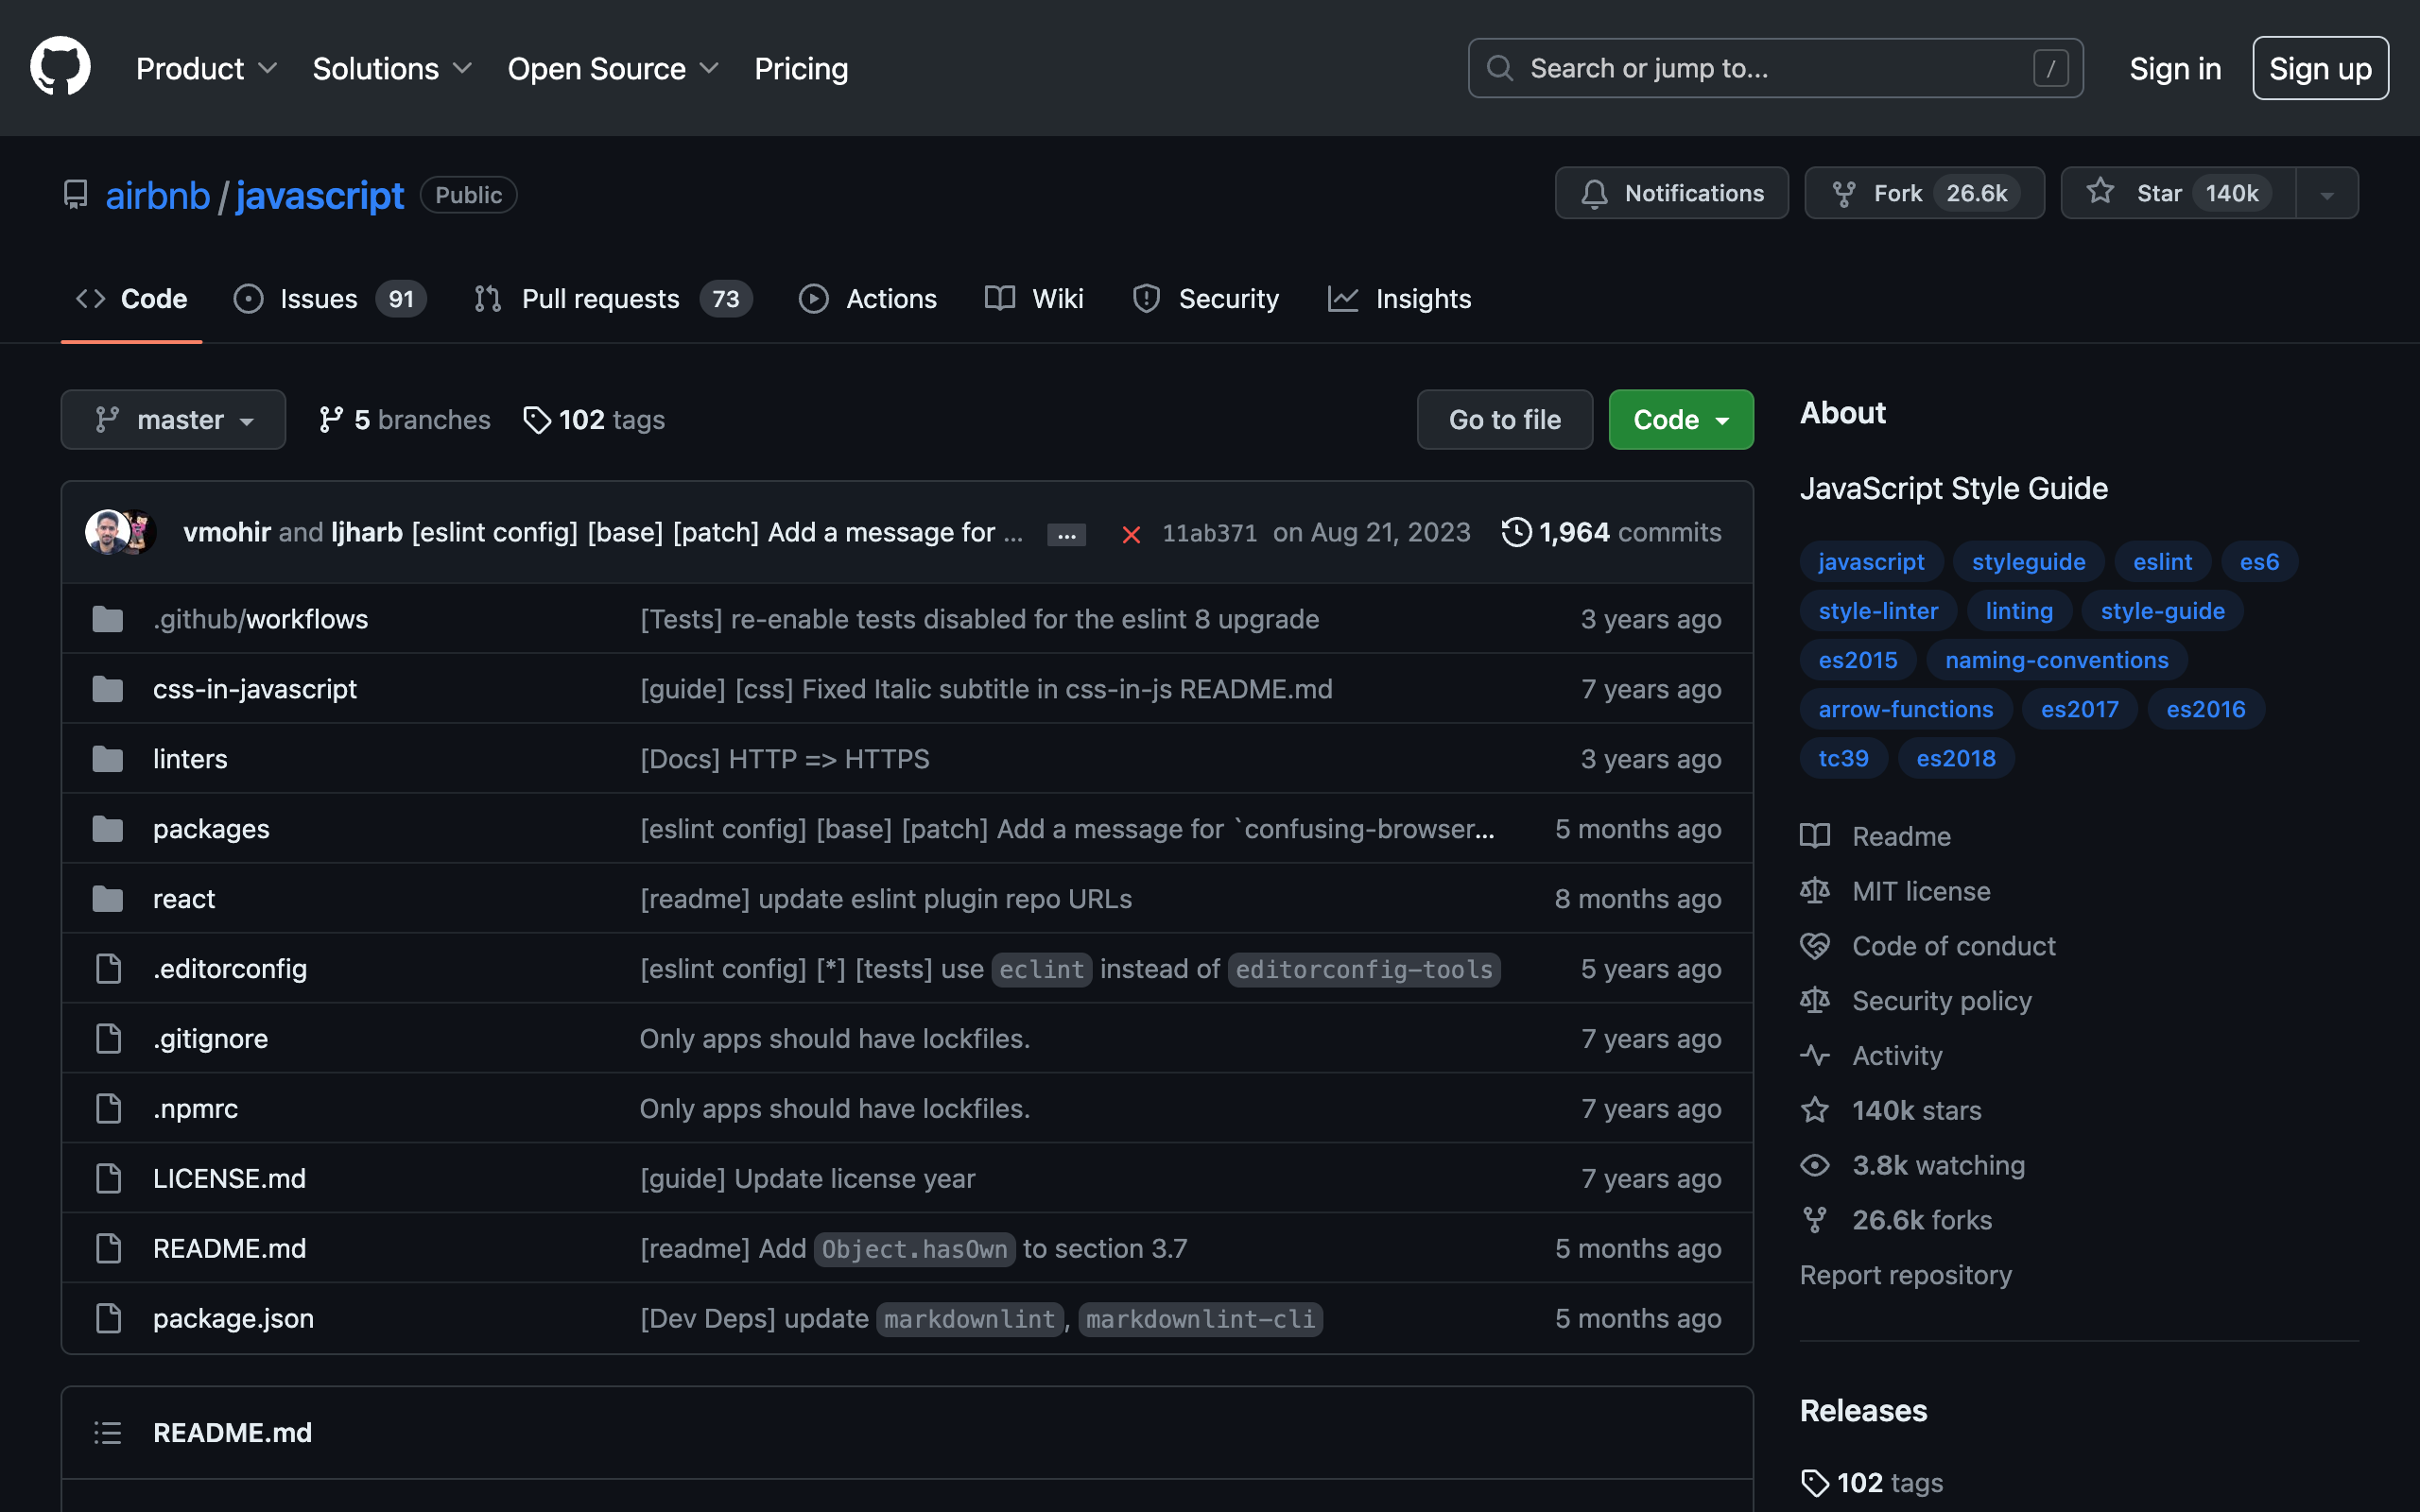 Product Solutions Open Source Pricing Search or jump to... / Sign in Sign up
airbnb / javascript Public Notifications Fork 26.6k Star 140k
Code Issues 91 Pull requests 73 Actions Wiki Security Insights
master 5 branches 102 tags Go to file Code
vmohir and ljharb [eslint config] [base] [patch] Add a message for ... ... 11ab371 on Aug 21, 2023 1,964 commits
.github/workflows [Tests] re-enable tests disabled for the eslint 8 upgrade 3 years ago
css-in-javascript [guide] [css] Fixed Italic subtitle in css-in-js README.md 7 years ago
linters [Docs] HTTP => HTTPS 3 years ago
packages [eslint config] [base] [patch] Add a message for `confusing-browser... 5 months ago
react [readme] update eslint plugin repo URLs 8 months ago
.editorconfig [eslint config] [*] [tests] use eclint instead of editorconfig-tools 5 years ago
.gitignore Only apps should have lockfiles. 7 years ago
.npmrc Only apps should have lockfiles. 7 years ago
LICENSE.md [guide] Update license year 7 years ago
README.md [readme] Add Object.hasOwn to section 3.7 5 months ago
package.json [Dev Deps] update markdownlint, markdownlint-cli 5 months ago
README.md
About
JavaScript Style Guide
javascript styleguide eslint es6
style-linter linting style-guide
es2015 naming-conventions
arrow-functions es2017 es2016
tc39 es2018
Readme
MIT license
Code of conduct
Security policy
Activity
140k stars
3.8k watching
26.6k forks
Report repository
Releases
102 tags